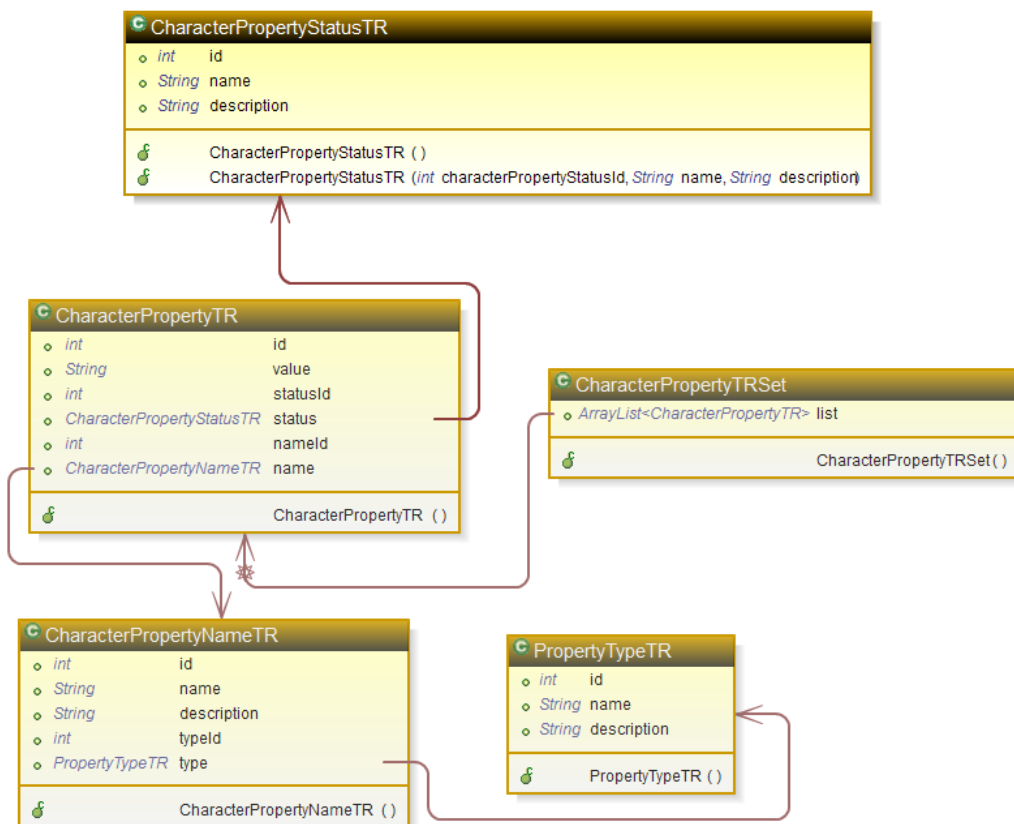 C CharacterPropertyStatusTR
int id
String name
String description
CharacterPropertyStatusTR ( )
CharacterPropertyStatusTR (int characterPropertyStatusId, String name, String description)
C CharacterPropertyTR
int id
String value
int statusId
CharacterPropertyStatusTR status
int nameId
CharacterPropertyNameTR name
CharacterPropertyTR ( )
C CharacterPropertyTRSet
ArrayList<CharacterPropertyTR> list
CharacterPropertyTRSet( )
C CharacterPropertyNameTR
int id
String name
String description
int typeId
PropertyTypeTR type
CharacterPropertyNameTR ( )
C PropertyTypeTR
int id
String name
String description
PropertyTypeTR ( )